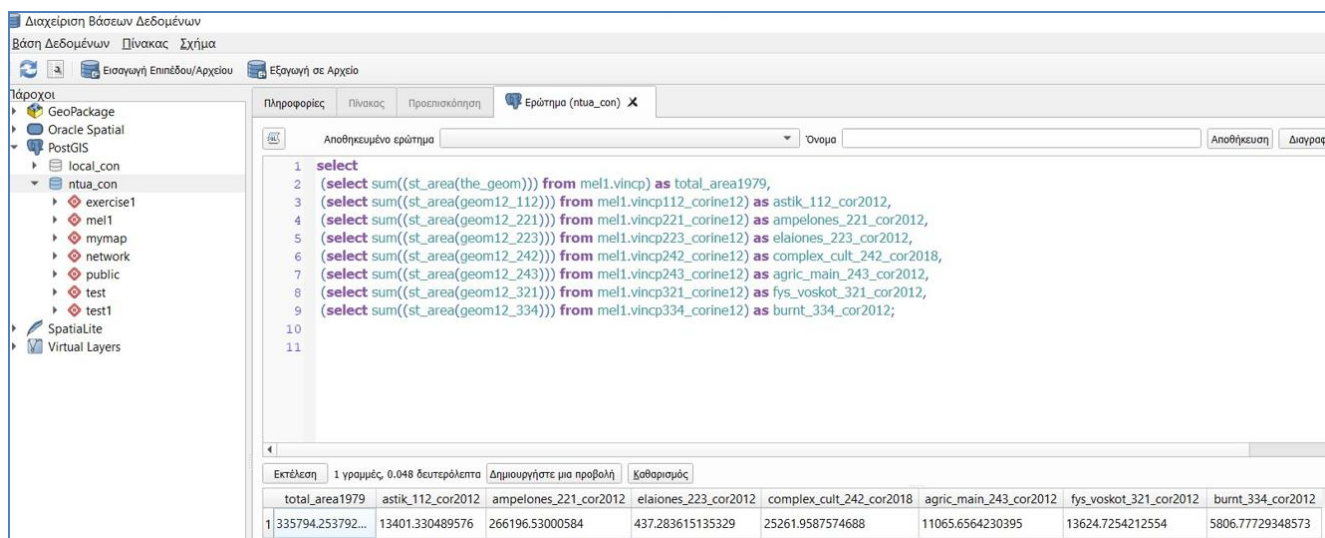 Διαχείριση Βάσεων Δεδομένων
Βάση Δεδομένων Πίνακας Σχήμα
Εισαγωγή Επιπέδου/Αρχείου Εξαγωγή σε Αρχείο
Πάροχοι
GeoPackage
Oracle Spatial
PostGIS
local_con
ntua_con
exercise1
mel1
mymap
network
public
test
test1
SpatiaLite
Virtual Layers
Πληροφορίες Πίνακας Προεπισκόπηση Ερώτημα (ntua_con) X
Αποθηκευμένο ερώτημα Όνομα Αποθήκευση Διαγραφ
1 select
2 (select sum((st_area(the_geom))) from mel1.vincp) as total_area1979,
3 (select sum((st_area(geom12_112))) from mel1.vincp112_corine12) as astik_112_cor2012,
4 (select sum((st_area(geom12_221))) from mel1.vincp221_corine12) as ampelones_221_cor2012,
5 (select sum((st_area(geom12_223))) from mel1.vincp223_corine12) as elaiones_223_cor2012,
6 (select sum((st_area(geom12_242))) from mel1.vincp242_corine12) as complex_cult_242_cor2018,
7 (select sum((st_area(geom12_243))) from mel1.vincp243_corine12) as agric_main_243_cor2012,
8 (select sum((st_area(geom12_321))) from mel1.vincp321_corine12) as fys_voskot_321_cor2012,
9 (select sum((st_area(geom12_334))) from mel1.vincp334_corine12) as burnt_334_cor2012;
10
11
Εκτέλεση 1 γραμμές, 0.048 δευτερόλεπτα Δημιουργήστε μια προβολή Καθαρισμός
total_area1979 astik_112_cor2012 ampelones_221_cor2012 elaiones_223_cor2012 complex_cult_242_cor2018 agric_main_243_cor2012 fys_voskot_321_cor2012 burnt_334_cor2012
1 335794.253792... 13401.330489576 266196.53000584 437.283615135329 25261.9587574688 11065.6564230395 13624.7254212554 5806.77729348573